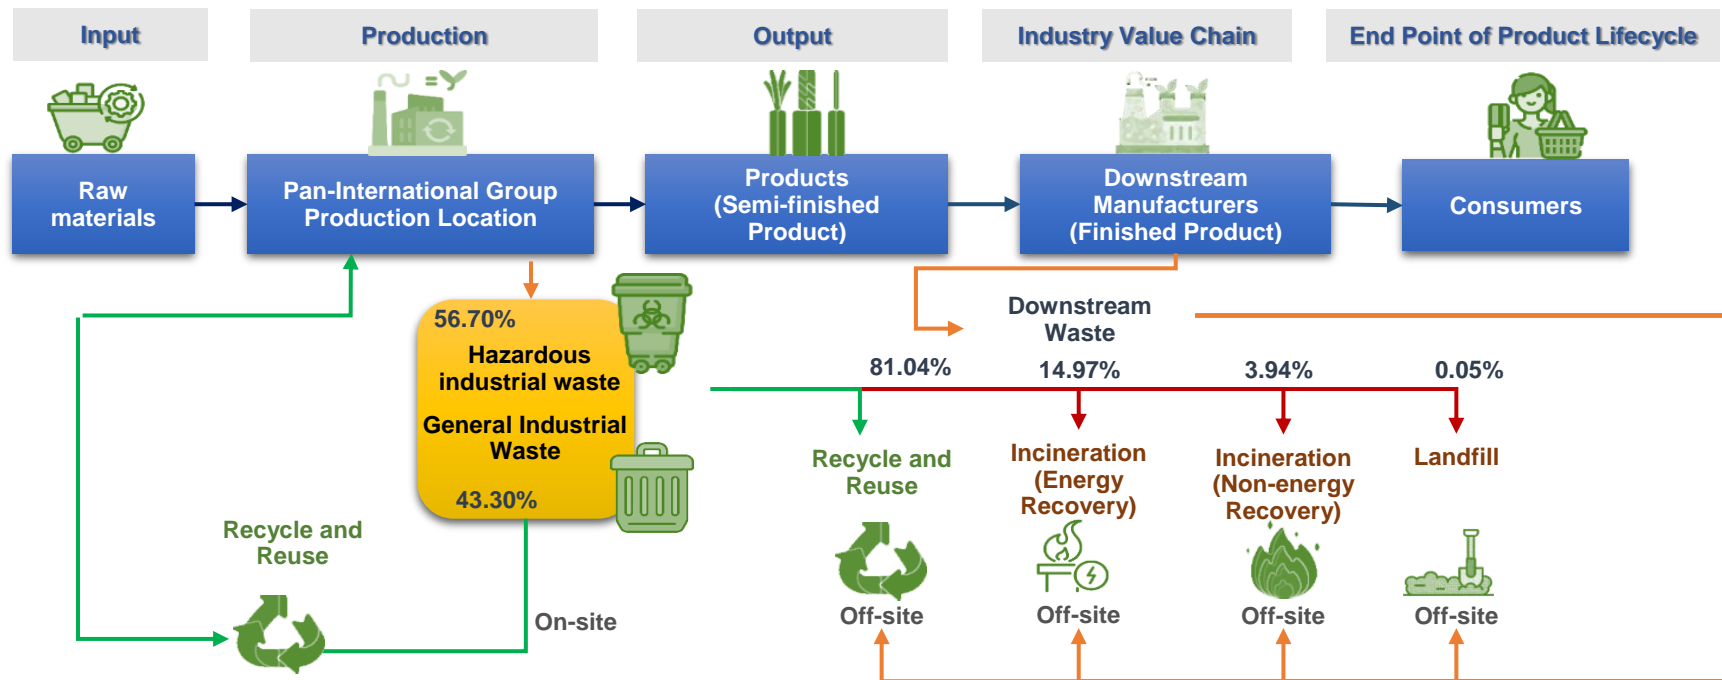 Input
Production
Output
Industry Value Chain
End Point of Product Lifecycle
Raw
materials
Pan-International Group
Production Location
Products
(Semi-finished
Product)
Downstream
Manufacturers
(Finished Product)
Consumers
56.70%
Hazardous
industrial waste
General Industrial
Waste
43.30%
Recycle and
Reuse
On-site
Downstream
Waste
81.04%
14.97%
3.94%
0.05%
Recycle and
Reuse
Incineration
(Energy
Recovery)
Incineration
(Non-energy
Recovery)
Landfill
Off-site
Off-site
Off-site
Off-site